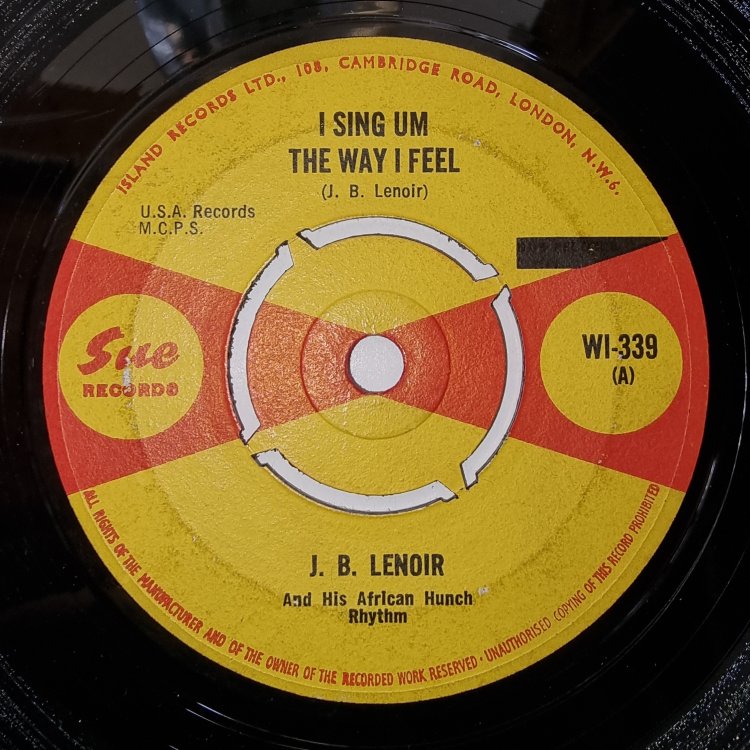 ISLAND RECORDS LTD., 108, CAMBRIDGE ROAD, LONDON, N.W.6.
I SING UM
THE WAY I FEEL
(J. B. Lenoir)
U.S.A. Records
M.C.P.S.
Sue
RECORDS
WI-339
(A)
J. B. LENOIR
And His African Hunch
Rhythm
ALL RIGHTS OF THE MANUFACTURER AND OF THE OWNER OF THE RECORDED WORK RESERVED · UNAUTHORISED COPYING OF THIS RECORD PROHIBITED